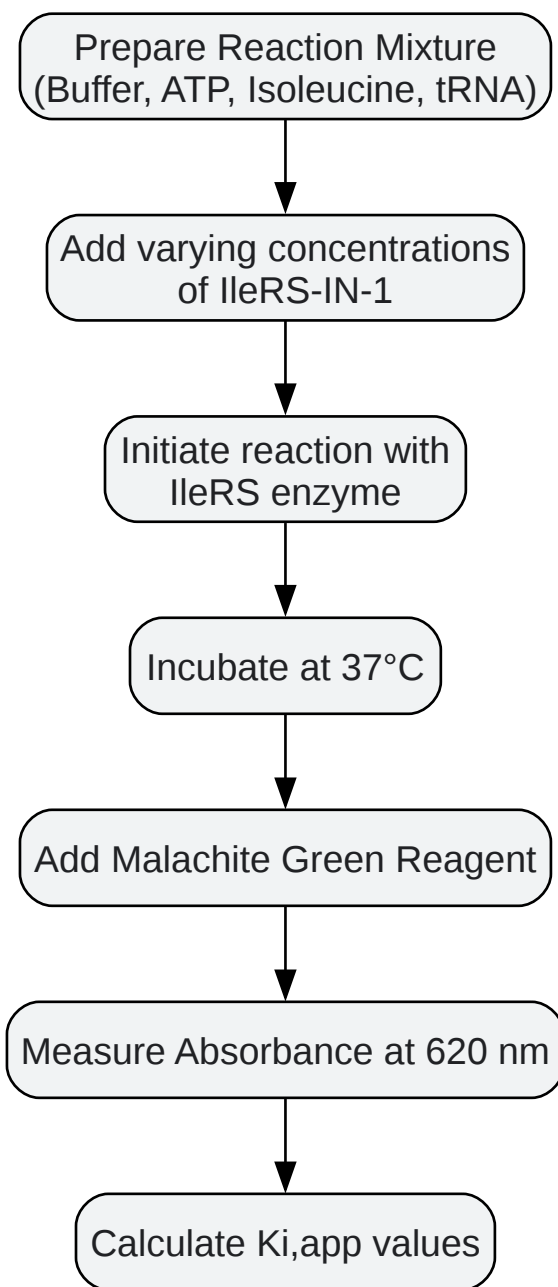 Prepare Reaction Mixture
(Buffer, ATP, Isoleucine, tRNA)
Add varying concentrations
of IleRS-IN-1
Initiate reaction with
IleRS enzyme
Incubate at 37°C
Add Malachite Green Reagent
Measure Absorbance at 620 nm
Calculate Ki,app values